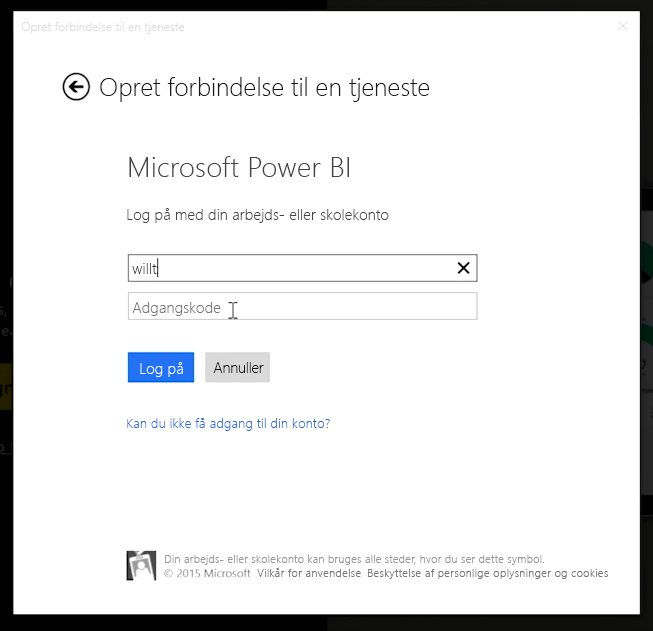 Opret forbindelse til en tjeneste
Opret forbindelse til en tjeneste
Microsoft Power BI
Log på med din arbejds- eller skolekonto
willt
Adgangskode
Log på Annuller
Kan du ikke få adgang til din konto?
Din arbejds- eller skolekonto kan bruges alle steder, hvor du ser dette symbol.
© 2015 Microsoft Vilkår for anvendelse Beskyttelse af personlige oplysninger og cookies